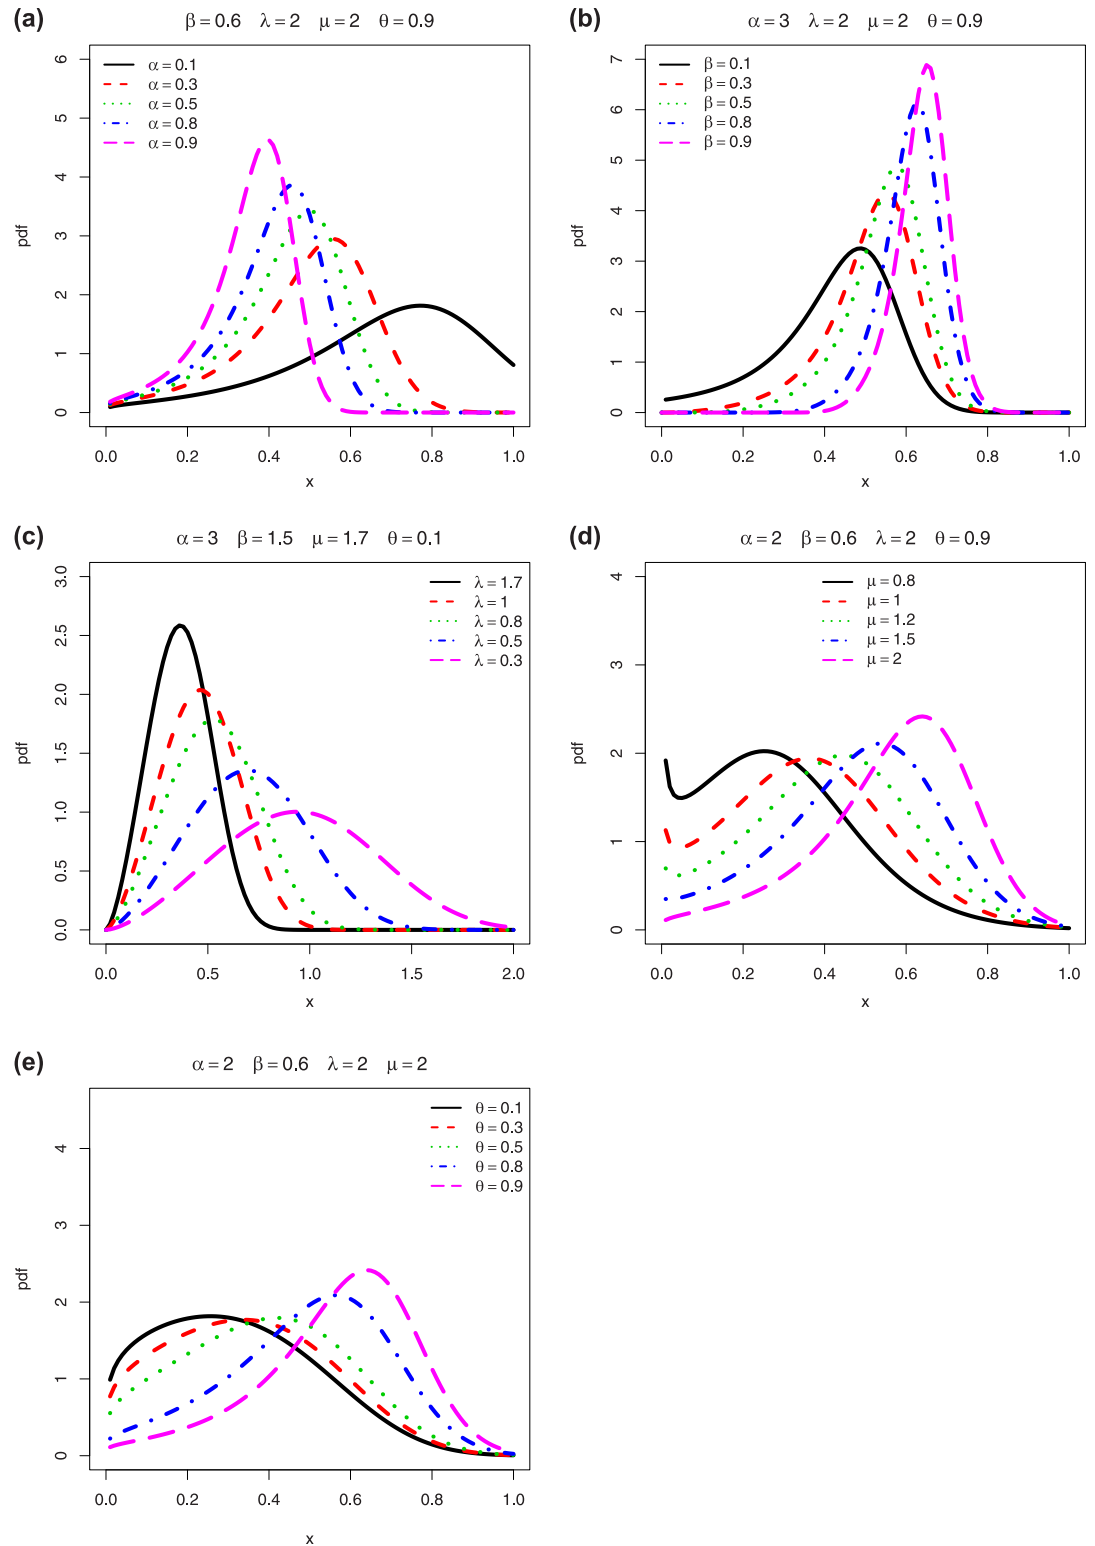 (a)
β = 0.6 λ = 2 μ = 2 θ = 0.9
α = 0.1
α = 0.3
α = 0.5
α = 0.8
α = 0.9
6
5
4
3
2
1
0
pdf
0.0 0.2 0.4 0.6 0.8 1.0
x
(b)
α = 3 λ = 2 μ = 2 θ = 0.9
β = 0.1
β = 0.3
β = 0.5
β = 0.8
β = 0.9
7
6
5
4
3
2
1
0
pdf
0.0 0.2 0.4 0.6 0.8 1.0
x
(c)
α = 3 β = 1.5 μ = 1.7 θ = 0.1
λ = 1.7
λ = 1
λ = 0.8
λ = 0.5
λ = 0.3
3.0
2.5
2.0
1.5
1.0
0.5
0.0
pdf
0.0 0.5 1.0 1.5 2.0
x
(d)
α = 2 β = 0.6 λ = 2 θ = 0.9
μ = 0.8
μ = 1
μ = 1.2
μ = 1.5
μ = 2
4
3
2
1
0
pdf
0.0 0.2 0.4 0.6 0.8 1.0
x
(e)
α = 2 β = 0.6 λ = 2 μ = 2
θ = 0.1
θ = 0.3
θ = 0.5
θ = 0.8
θ = 0.9
4
3
2
1
0
pdf
0.0 0.2 0.4 0.6 0.8 1.0
x